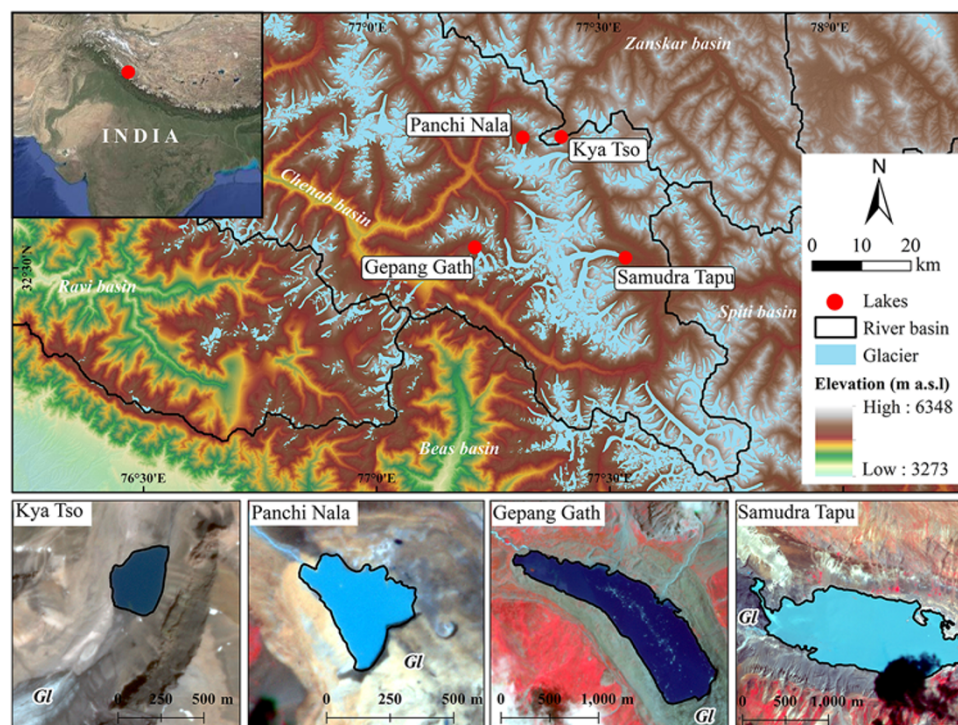 77°0'E
77°30'E
78°0'E
INDIA
Zanskar basin
Panchi Nala
Kya Tso
Chenab basin
Gepang Gath
Samudra Tapu
32°30'N
Ravi basin
Spiti basin
Beas basin
76°30'E
77°0'E
77°30'E
N
0 10 20
km
Lakes
River basin
Glacier
Elevation (m a.s.l)
High : 6348
Low : 3273
Kya Tso
Gl
0 250 500 m
Panchi Nala
Gl
0 250 500 m
Gepang Gath
Gl
0 500 1,000 m
Samudra Tapu
Gl
0 500 1,000 m